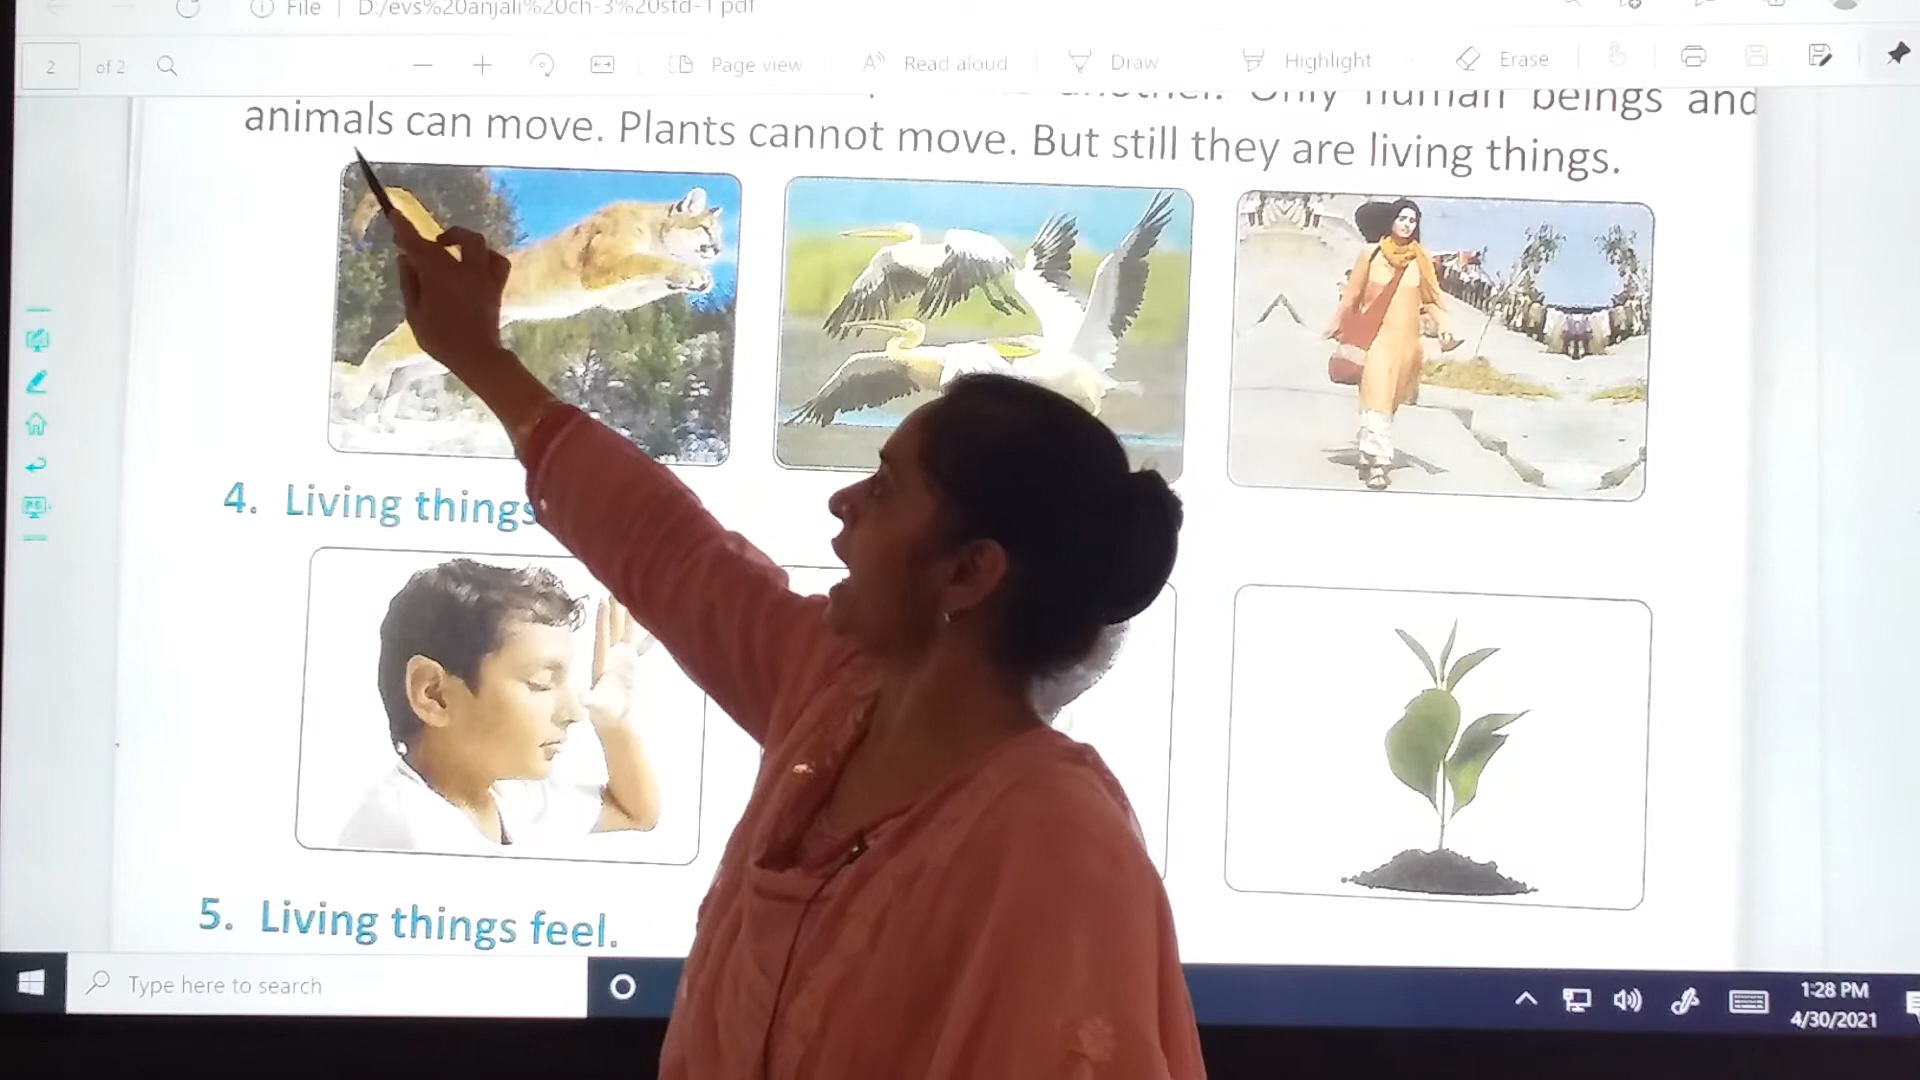 File | D:/evs%20anjali%20ch-3%20std-1 pdf
2 of 2 Page view Read aloud Draw Highlight Erase
Only human beings and
animals can move. Plants cannot move. But still they are living things.
4. Living things
5. Living things feel.
Type here to search
1:28 PM
4/30/2021